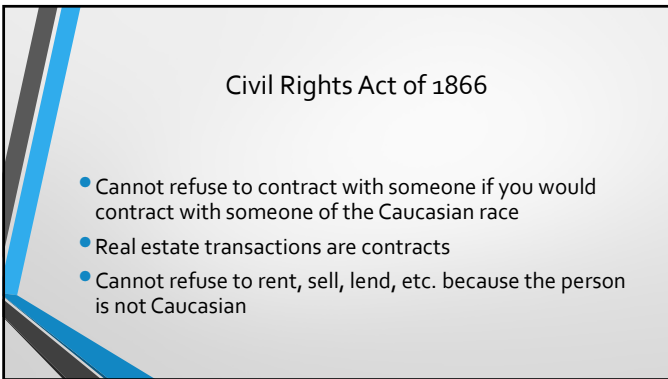 Civil Rights Act of 1866
• Cannot refuse to contract with someone if you would
contract with someone of the Caucasian race
• Real estate transactions are contracts
• Cannot refuse to rent, sell, lend, etc. because the person
is not Caucasian